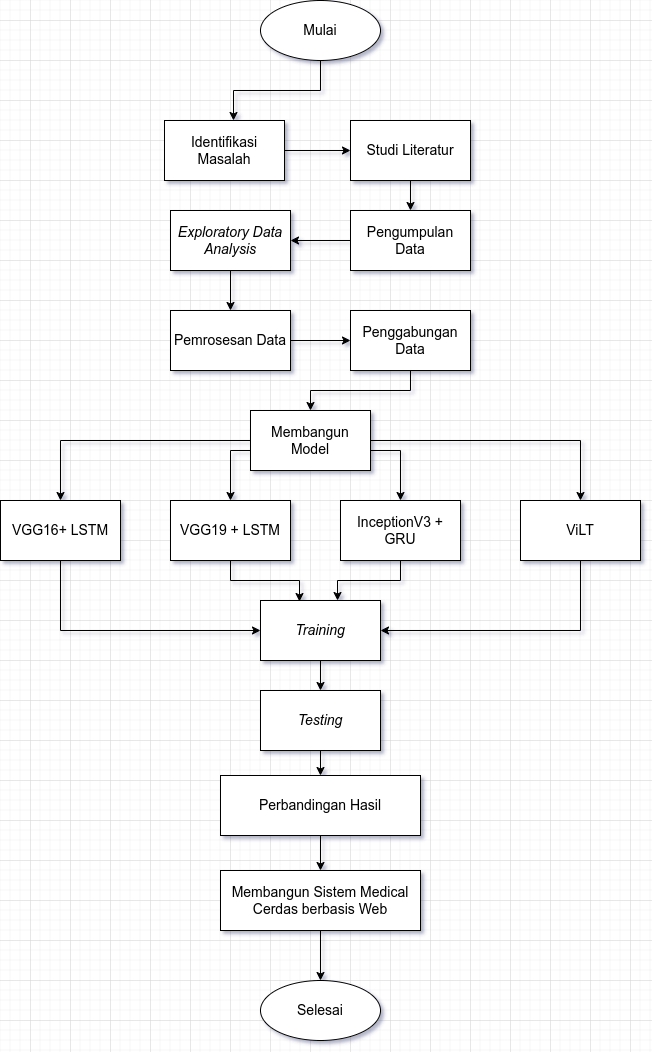 Mulai
Identifikasi
Masalah
Studi Literatur
Pengumpulan
Data
Exploratory Data
Analysis
Pemrosesan Data
Penggabungan
Data
Membangun
Model
VGG16+ LSTM
VGG19 + LSTM
InceptionV3 +
GRU
ViLT
Training
Testing
Perbandingan Hasil
Membangun Sistem Medical
Cerdas berbasis Web
Selesai